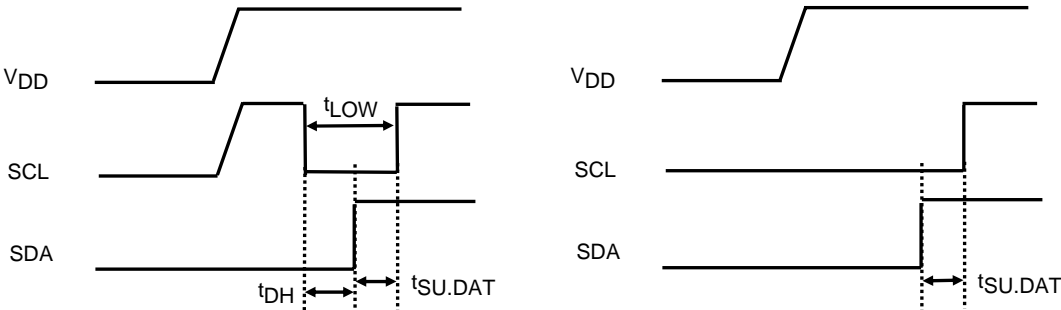 VDD
tLOW
SCL
SDA
tDH
tSU.DAT
VDD
SCL
SDA
tSU.DAT